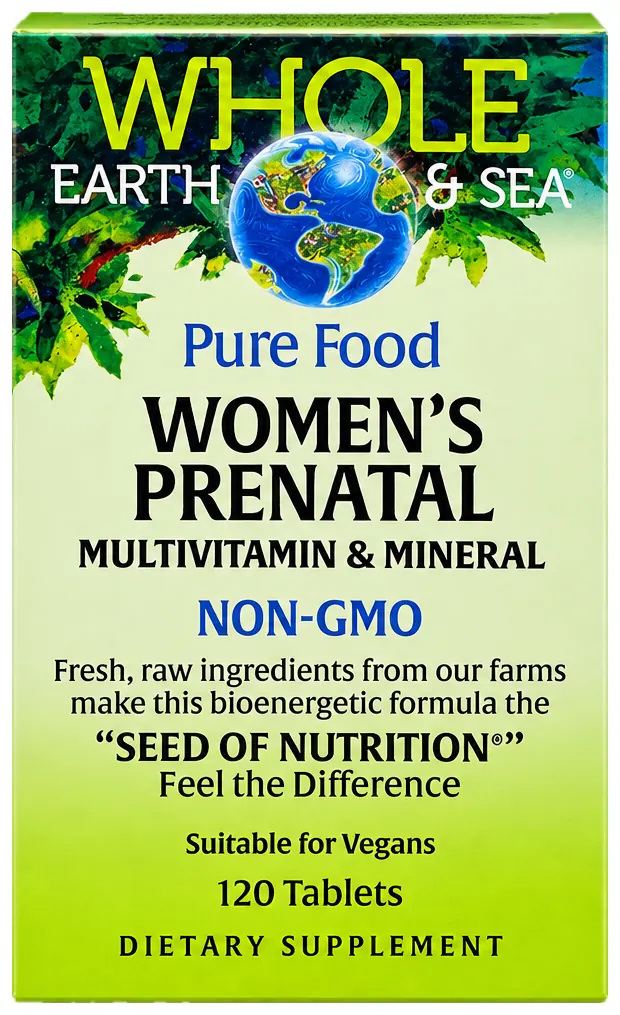 WHOLE
EARTH & SEA®
Pure Food
WOMEN’S
PRENATAL
MULTIVITAMIN & MINERAL
NON-GMO
Fresh, raw ingredients from our farms
make this bioenergetic formula the
“SEED OF NUTRITION®”
Feel the Difference
Suitable for Vegans
120 Tablets
DIETARY SUPPLEMENT